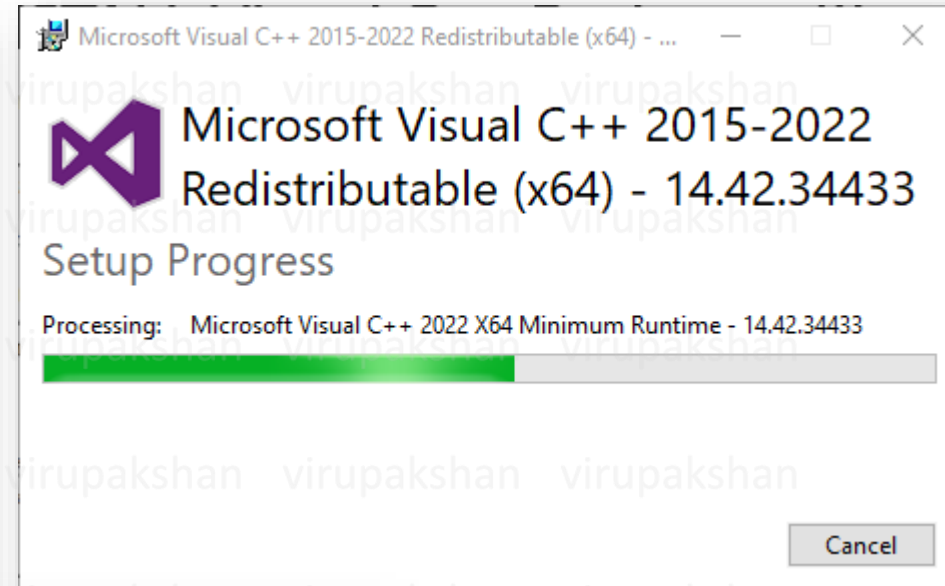 Microsoft Visual C++ 2015-2022 Redistributable (x64) - ...
virupakshan virupakshan virupakshan
Microsoft Visual C++ 2015-2022
Redistributable (x64) - 14.42.34433
virupakshan virupakshan virupakshan
Setup Progress
Processing: Microsoft Visual C++ 2022 X64 Minimum Runtime - 14.42.34433
virupakshan virupakshan virupakshan
virupakshan virupakshan virupakshan
Cancel